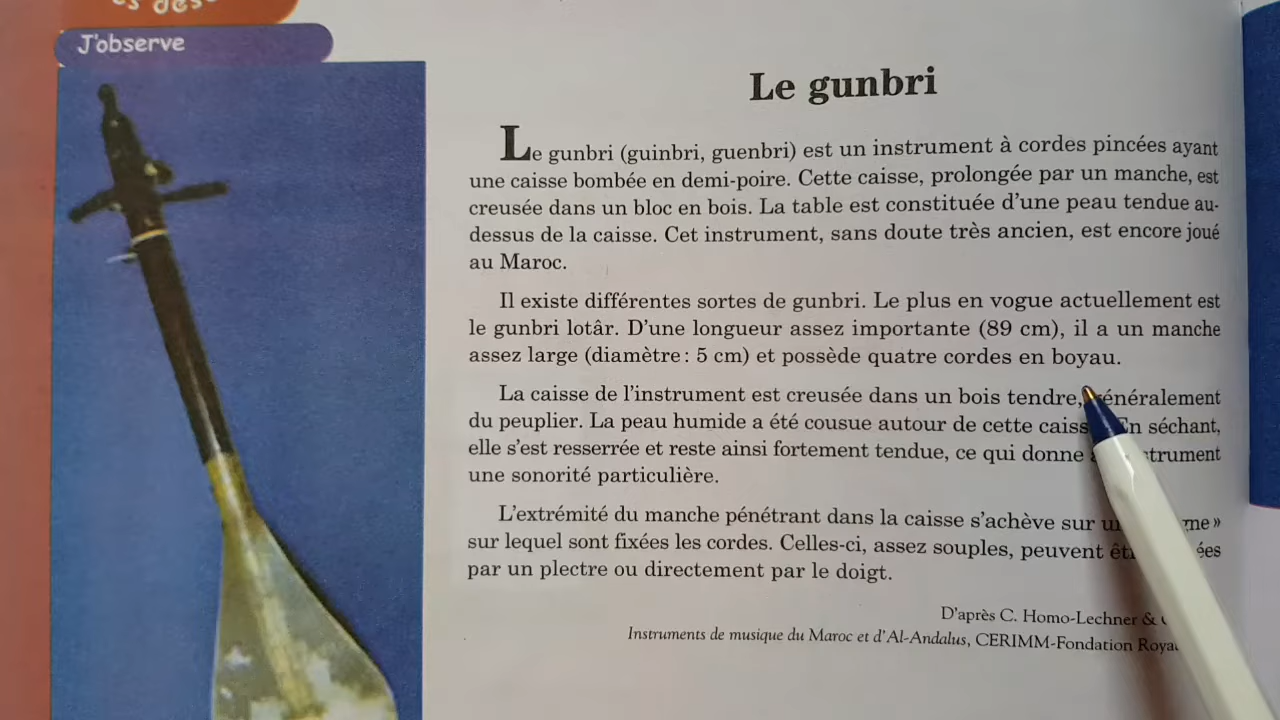 J'observe
Le gunbri
Le gunbri (guinbri, guenbri) est un instrument à cordes pincées ayant
une caisse bombée en demi-poire. Cette caisse, prolongée par un manche, est
creusée dans un bloc en bois. La table est constituée d'une peau tendue au-
dessus de la caisse. Cet instrument, sans doute très ancien, est encore joué
au Maroc.
Il existe différentes sortes de gunbri. Le plus en vogue actuellement est
le gunbri lotâr. D'une longueur assez importante (89 cm), il a un manche
assez large (diamètre : 5 cm) et possède quatre cordes en boyau.
La caisse de l'instrument est creusée dans un bois tendre, généralement
du peuplier. La peau humide a été cousue autour de cette En séchant,
elle s'est resserrée et reste ainsi fortement tendue, ce qui donne
une sonorité particulière.
L'extrémité du manche pénétrant dans la caisse s'achève sur
sur lequel sont fixées les cordes. Celles-ci, assez souples, peuvent
par un plectre ou directement par le doigt.
D'après C. Homo-Lechner &
Instruments de musique du Maroc et d'Al-Andalus, CERIMM-Fondation